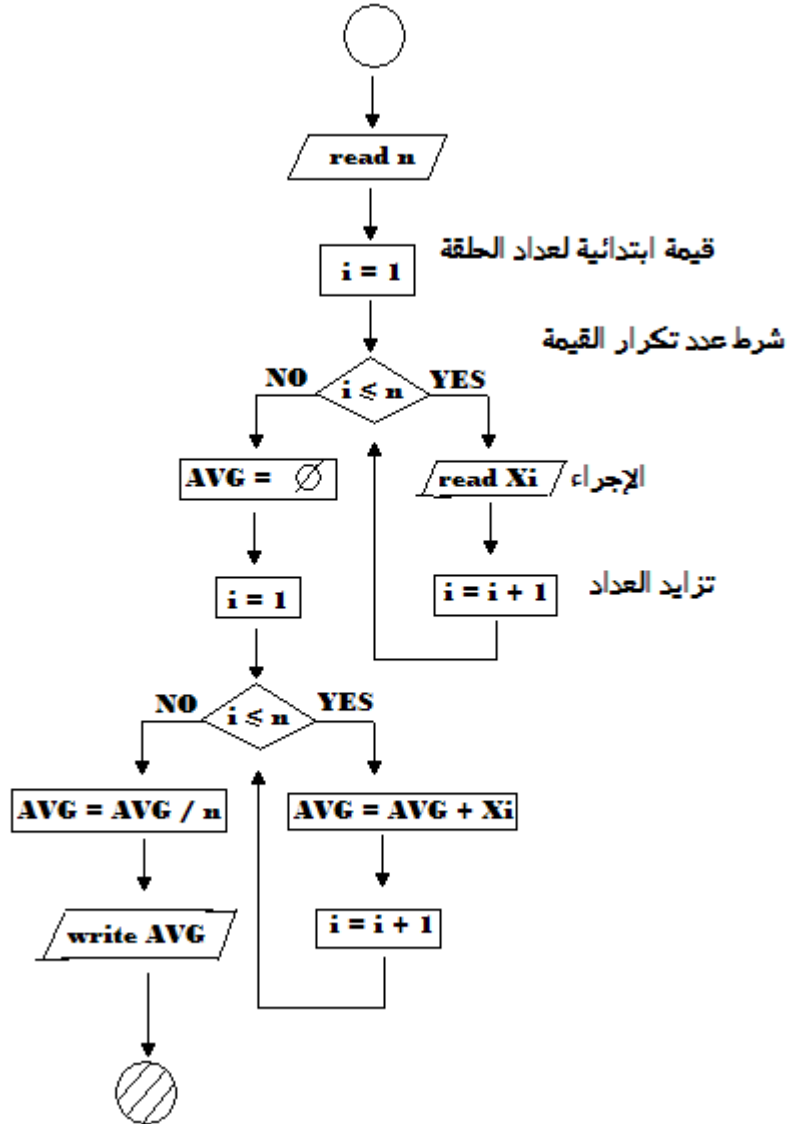 read n
i = 1
قيمة ابتدائية لعداد الحلقة
شرط عدد تكرار القيمة
NO
i ≤ n
YES
AVG = ∅
read Xi
الإجراء
i = 1
i = i + 1
تزايد العداد
NO
i ≤ n
YES
AVG = AVG / n
AVG = AVG + Xi
write AVG
i = i + 1